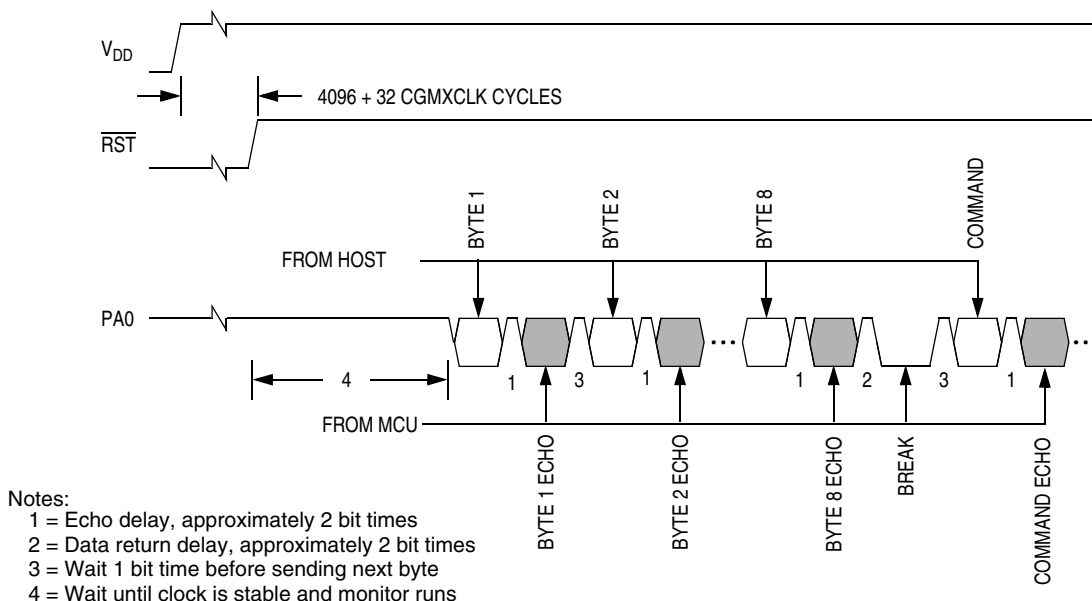 VDD
4096 + 32 CGMXCLK CYCLES
RST
BYTE 1
BYTE 2
BYTE 8
COMMAND
FROM HOST
PA0
1
3
1
1
2
3
1
4
FROM MCU
BYTE 1 ECHO
BYTE 2 ECHO
BYTE 8 ECHO
BREAK
COMMAND ECHO
Notes:
1 = Echo delay, approximately 2 bit times
2 = Data return delay, approximately 2 bit times
3 = Wait 1 bit time before sending next byte
4 = Wait until clock is stable and monitor runs